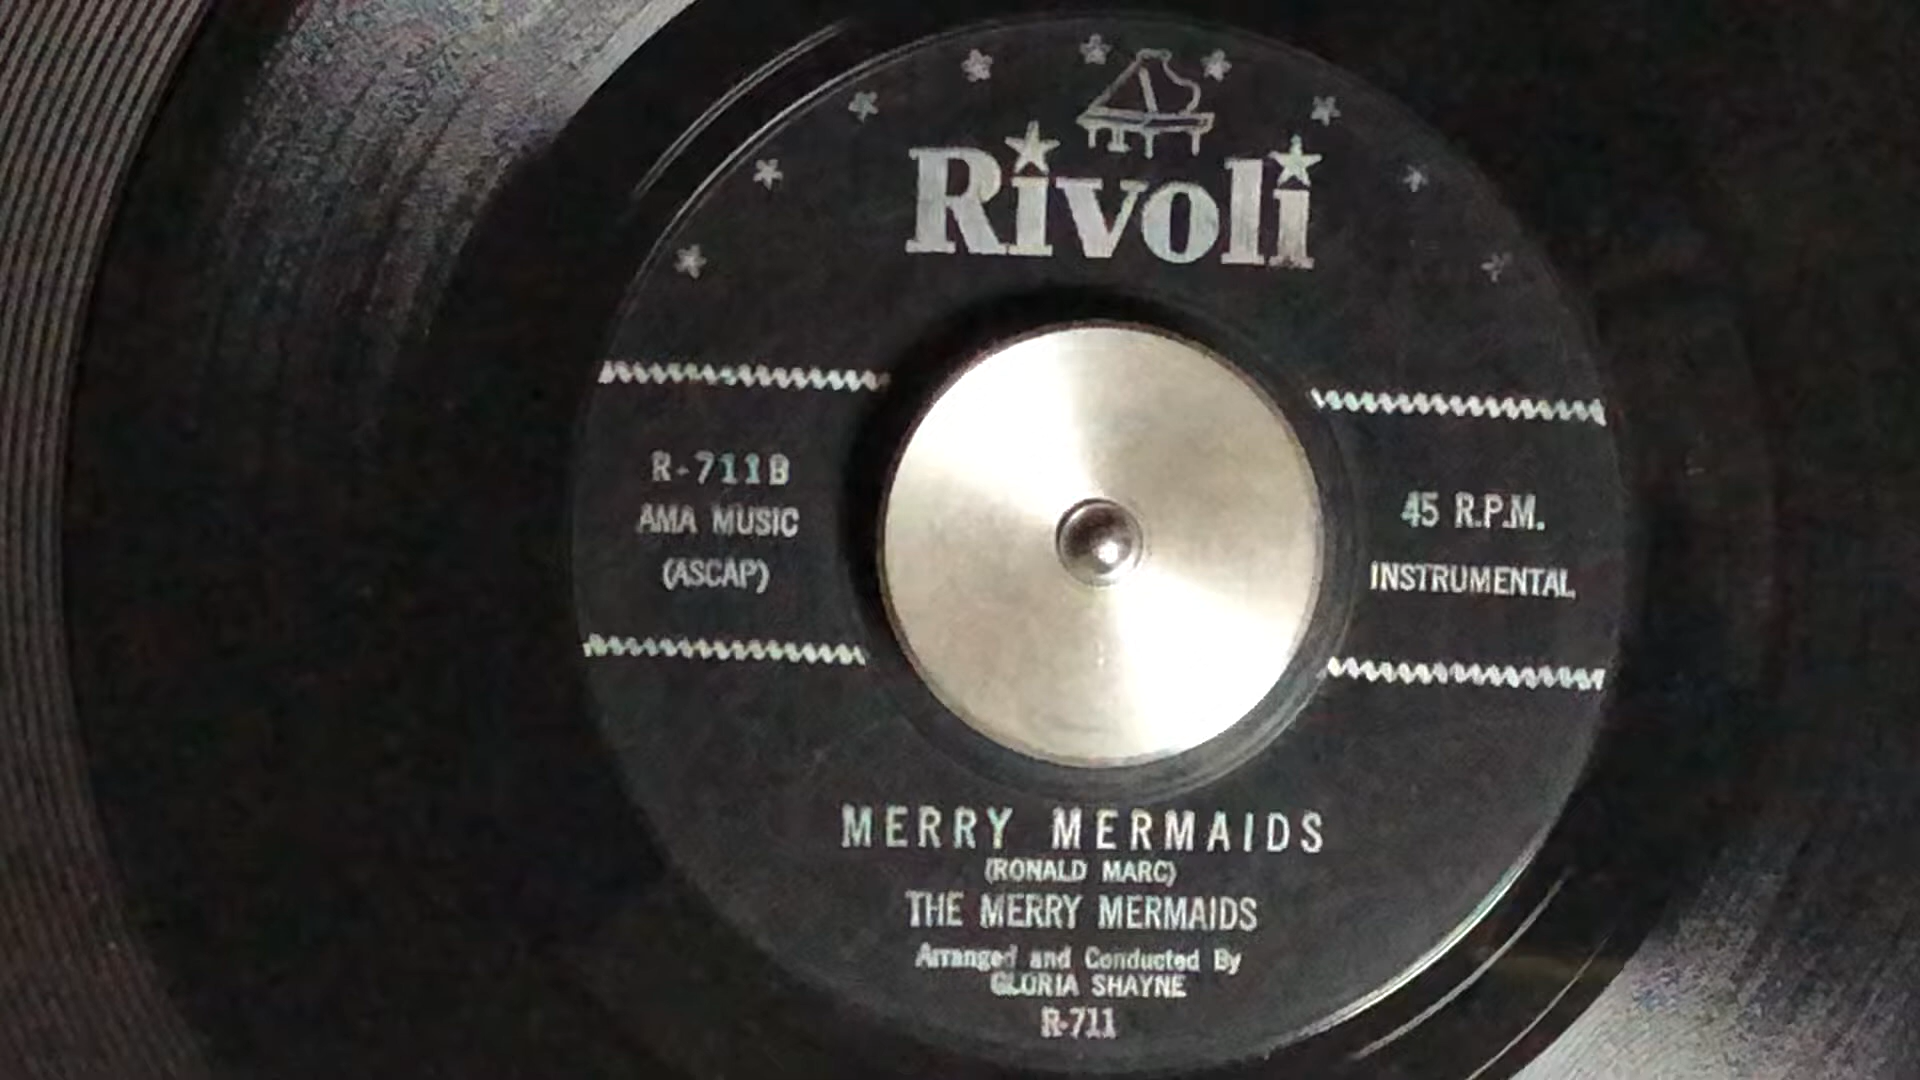 Rivoli
R-711B
AMA MUSIC
(ASCAP)
45 R.P.M.
INSTRUMENTAL
MERRY MERMAIDS
(RONALD MARC)
THE MERRY MERMAIDS
Arranged and Conducted By
GLORIA SHAYNE
R-711